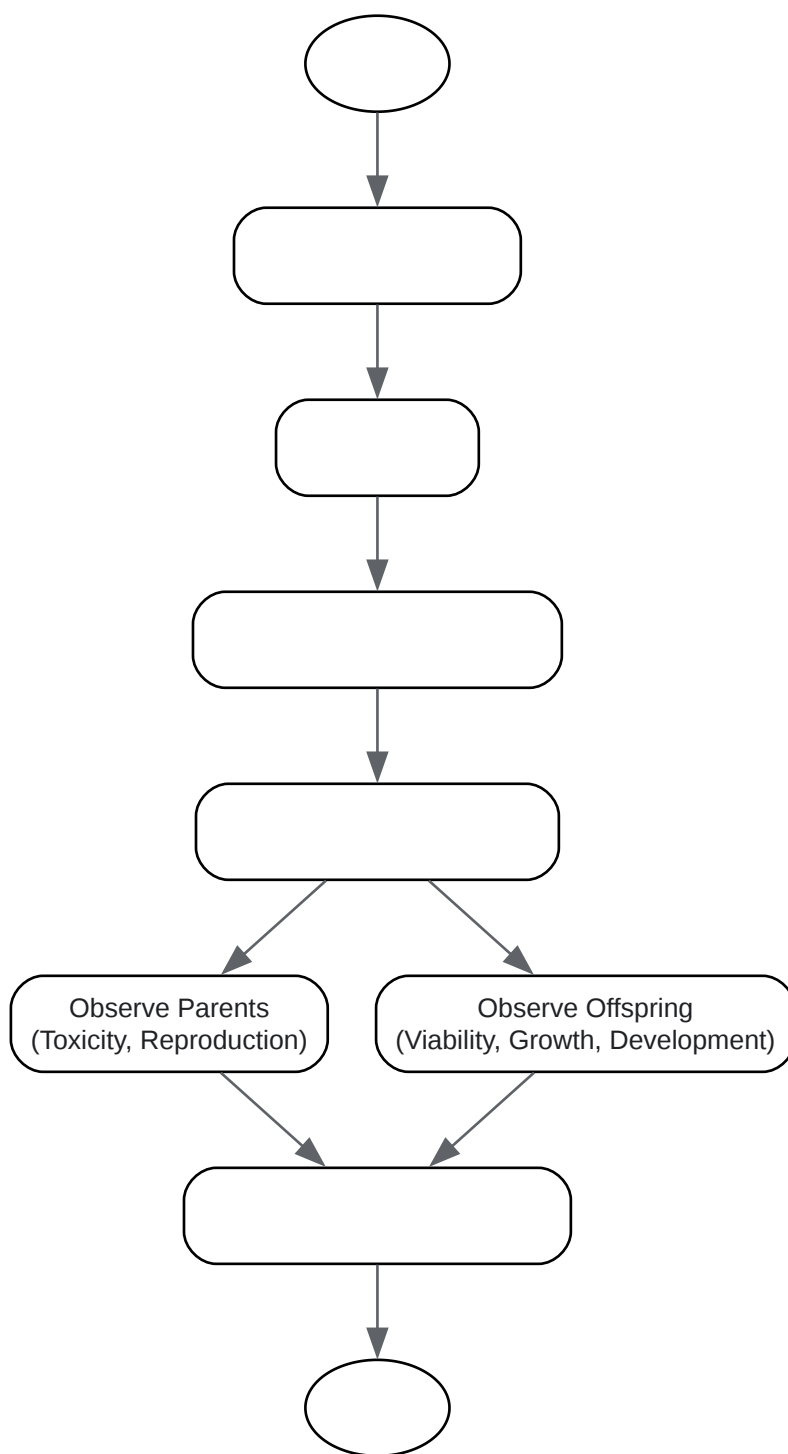 Observe Parents
(Toxicity, Reproduction)
Observe Offspring
(Viability, Growth, Development)